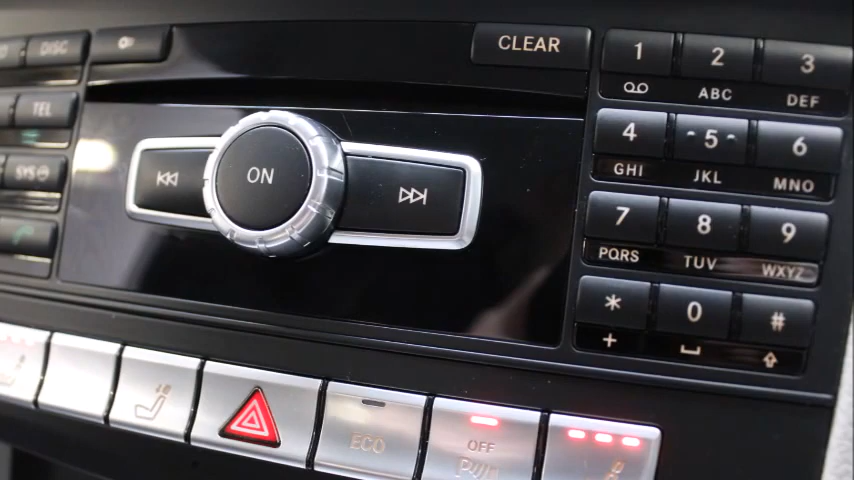 DISC
CLEAR
1
2
3
ABC
DEF
TEL
4
5
6
GHI
JKL
MNO
ON
SYS
7
8
9
PQRS
TUV
WXYZ
*
0
#
+
ECO
OFF